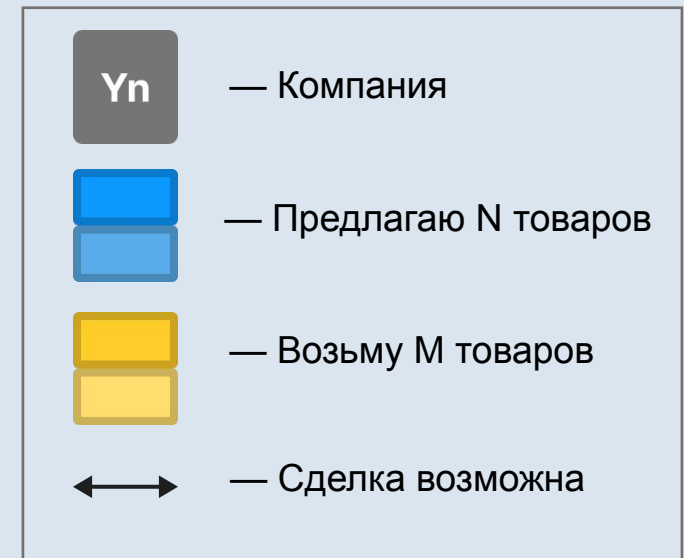 Yn — Компания
— Предлагаю N товаров
— Возьму M товаров
— Сделка возможна